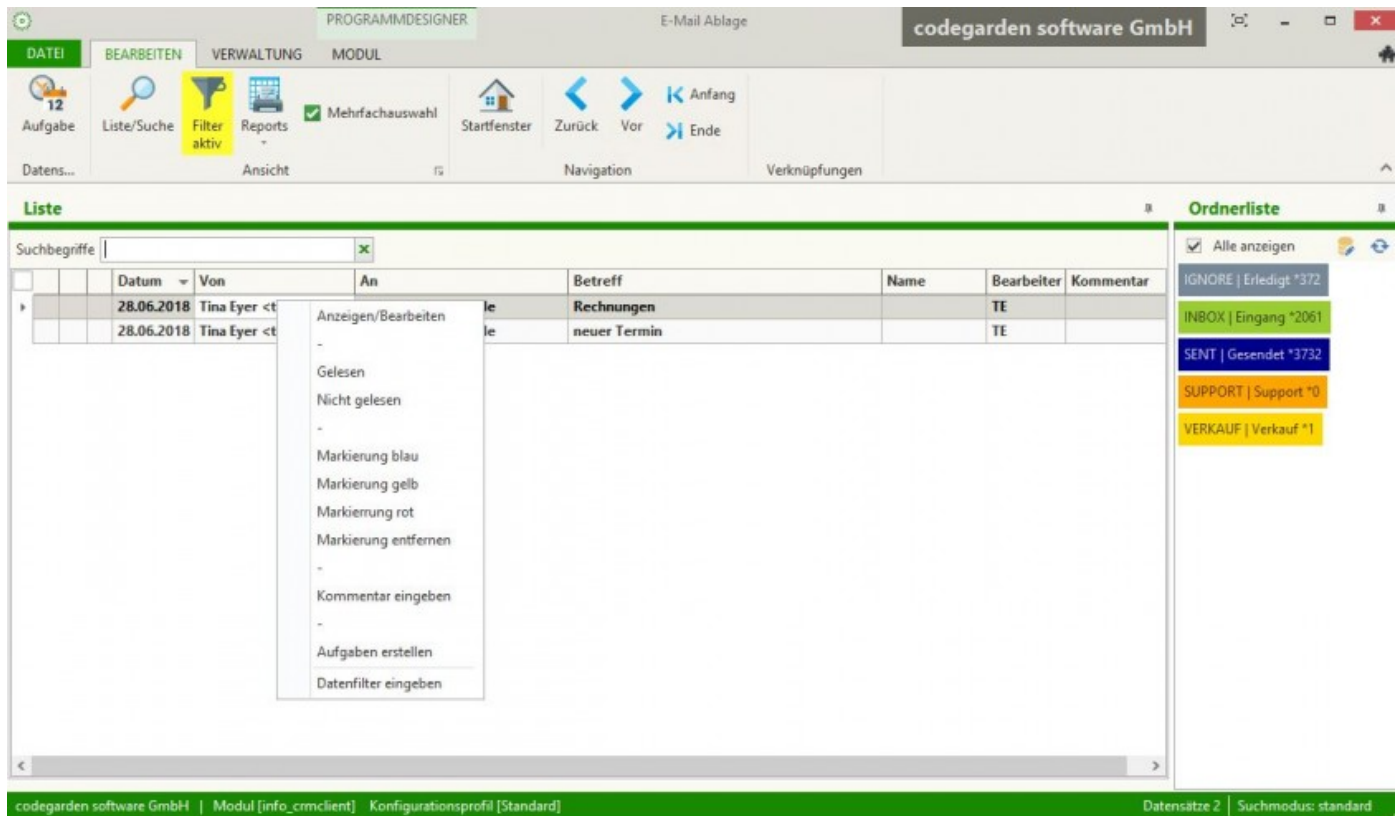 PROGRAMMDESIGNER
E-Mail Ablage
codegarden software GmbH
DATEI BEARBEITEN VERWALTUNG MODUL
Aufgabe
12
Liste/Suche
Filter aktiv
Reports
Mehrfachauswahl
Startfenster
Zurück
Vor
Anfang
Ende
Datens...
Ansicht
Navigation
Verknüpfungen
Liste
Suchbegriffe
Datum Von An Betreff Name Bearbeiter Kommentar
28.06.2018 Tina Eyer <t le Rechnungen TE
28.06.2018 Tina Eyer <t le neuer Termin TE
Anzeigen/Bearbeiten
-
Gelesen
Nicht gelesen
-
Markierung blau
Markierung gelb
Markierrung rot
Markierung entfernen
-
Kommentar eingeben
-
Aufgaben erstellen
Datenfilter eingeben
Ordnerliste
Alle anzeigen
IGNORE | Erledigt *372
INBOX | Eingang *2061
SENT | Gesendet *3732
SUPPORT | Support *0
VERKAUF | Verkauf *1
codegarden software GmbH | Modul [info_crmclient] Konfigurationsprofil [Standard]
Datensätze 2 | Suchmodus: standard